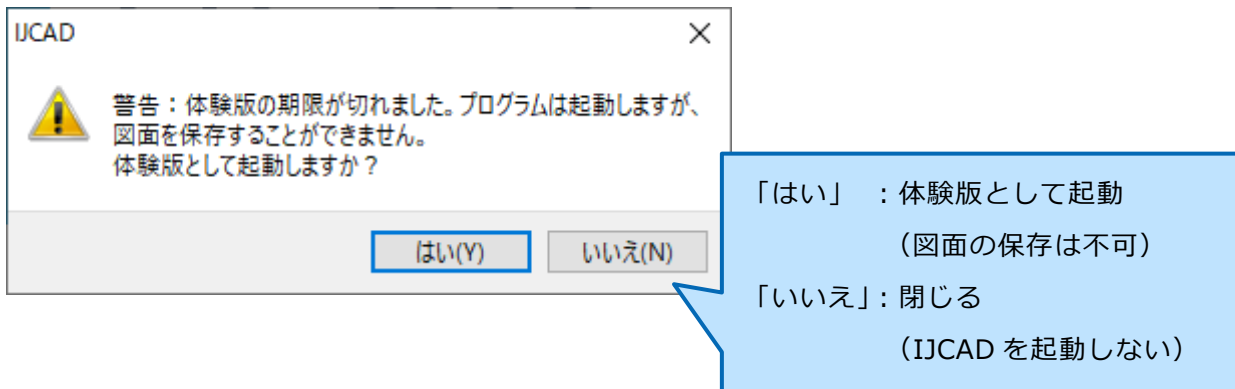 IJCAD
警告：体験版の期限が切れました。プログラムは起動しますが、
図面を保存することができません。
体験版として起動しますか？
はい(Y)
いいえ(N)
「はい」　：体験版として起動
（図面の保存は不可）
「いいえ」：閉じる
（IJCAD を起動しない）